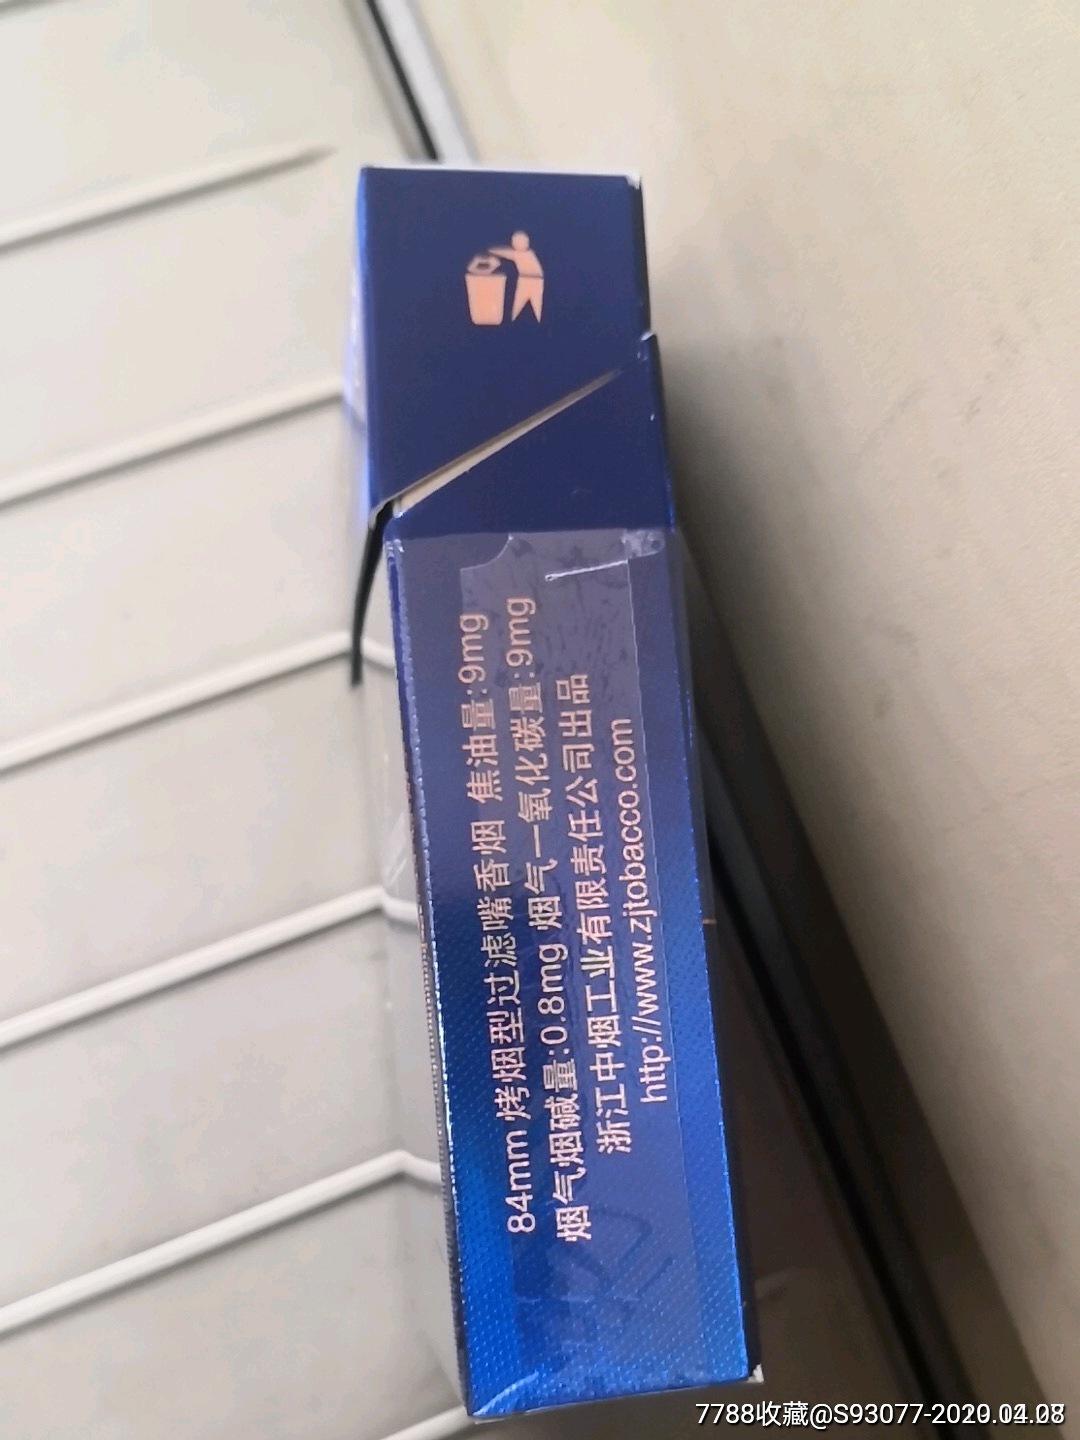 84mm 烤烟型过滤嘴香烟 焦油量:9mg
烟气烟碱量:0.8mg 烟气一氧化碳量:9mg
浙江中烟工业有限责任公司出品
http://www.zjtobacco.com
7788收藏@S93077-2020.04.08